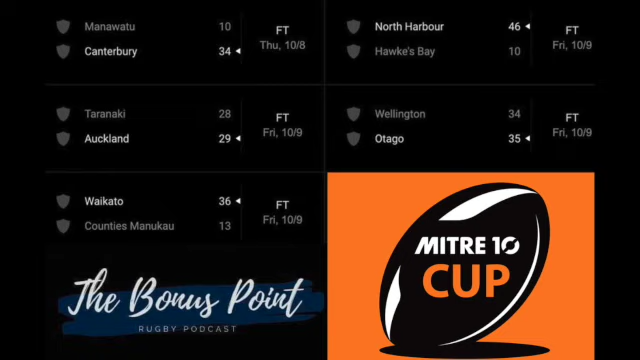 Manawatu 10
Canterbury 34
FT
Thu, 10/8
North Harbour 46
Hawke's Bay 10
FT
Fri, 10/9
Taranaki 28
Auckland 29
FT
Fri, 10/9
Wellington 34
Otago 35
FT
Fri, 10/9
Waikato 36
Counties Manukau 13
FT
Fri, 10/9
The Bonus Point
RUGBY PODCAST
MITRE 10
CUP